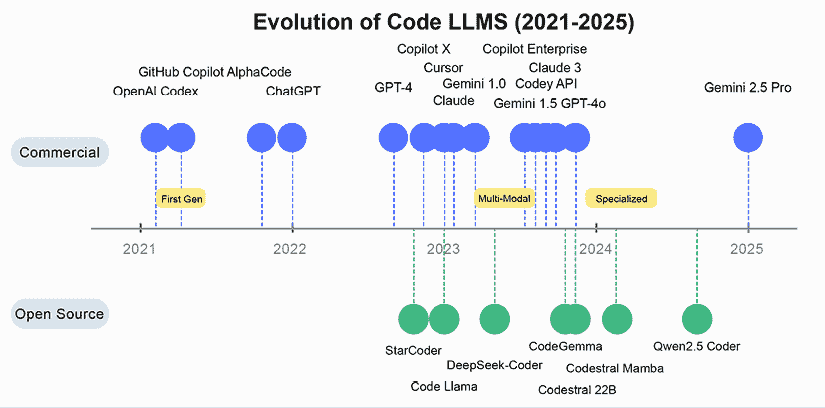 Evolution of Code LLMS (2021-2025)
Copilot X
Copilot Enterprise
Cursor
Claude 3
GitHub Copilot AlphaCode
Gemini 1.0
Codey API
OpenAI Codex
ChatGPT
GPT-4
Claude
Gemini 1.5 GPT-4o
Gemini 2.5 Pro
Commercial
First Gen
Multi-Modal
Specialized
2021
2022
2023
2024
2025
Open Source
StarCoder
CodeGemma
Qwen2.5 Coder
DeepSeek-Coder
Codestral Mamba
Code Llama
Codestral 22B